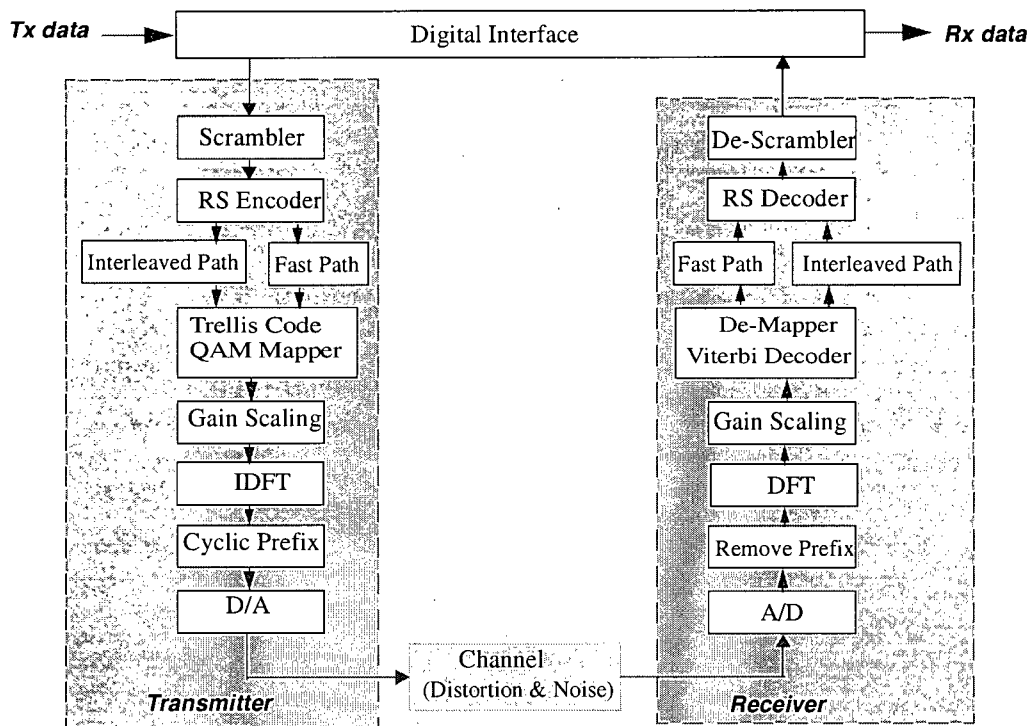 Tx data
Digital Interface
Rx data
Scrambler
RS Encoder
Interleaved Path
Fast Path
Trellis Code
QAM Mapper
Gain Scaling
IDFT
Cyclic Prefix
D/A
Transmitter
Channel
(Distortion & Noise)
De-Scrambler
RS Decoder
Fast Path
Interleaved Path
De-Mapper
Viterbi Decoder
Gain Scaling
DFT
Remove Prefix
A/D
Receiver